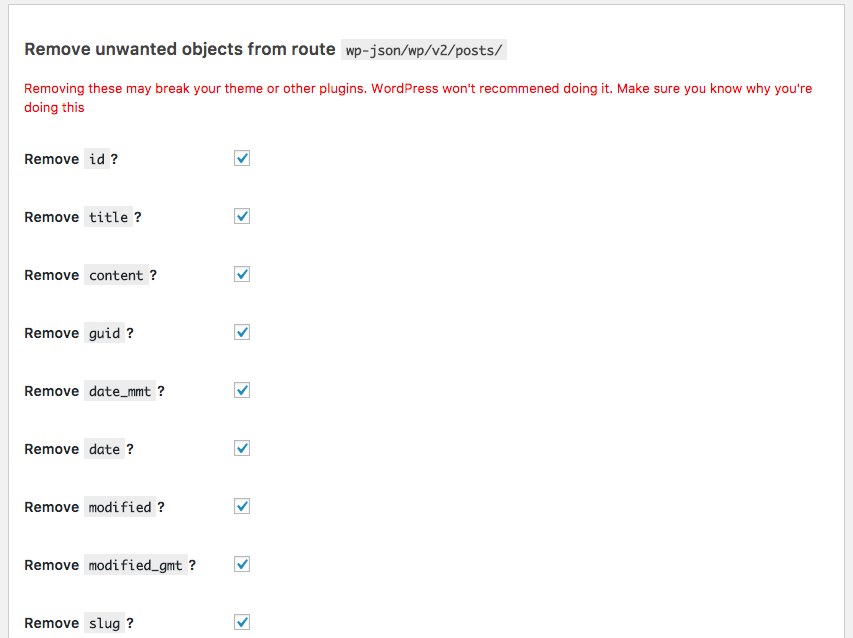 Remove unwanted objects from route wp-json/wp/v2/posts/
Removing these may break your theme or other plugins. WordPress won't recommened doing it. Make sure you know why you're
doing this
Remove id ?
Remove title ?
Remove content ?
Remove guid ?
Remove date_mmt ?
Remove date ?
Remove modified ?
Remove modified_gmt ?
Remove slug ?